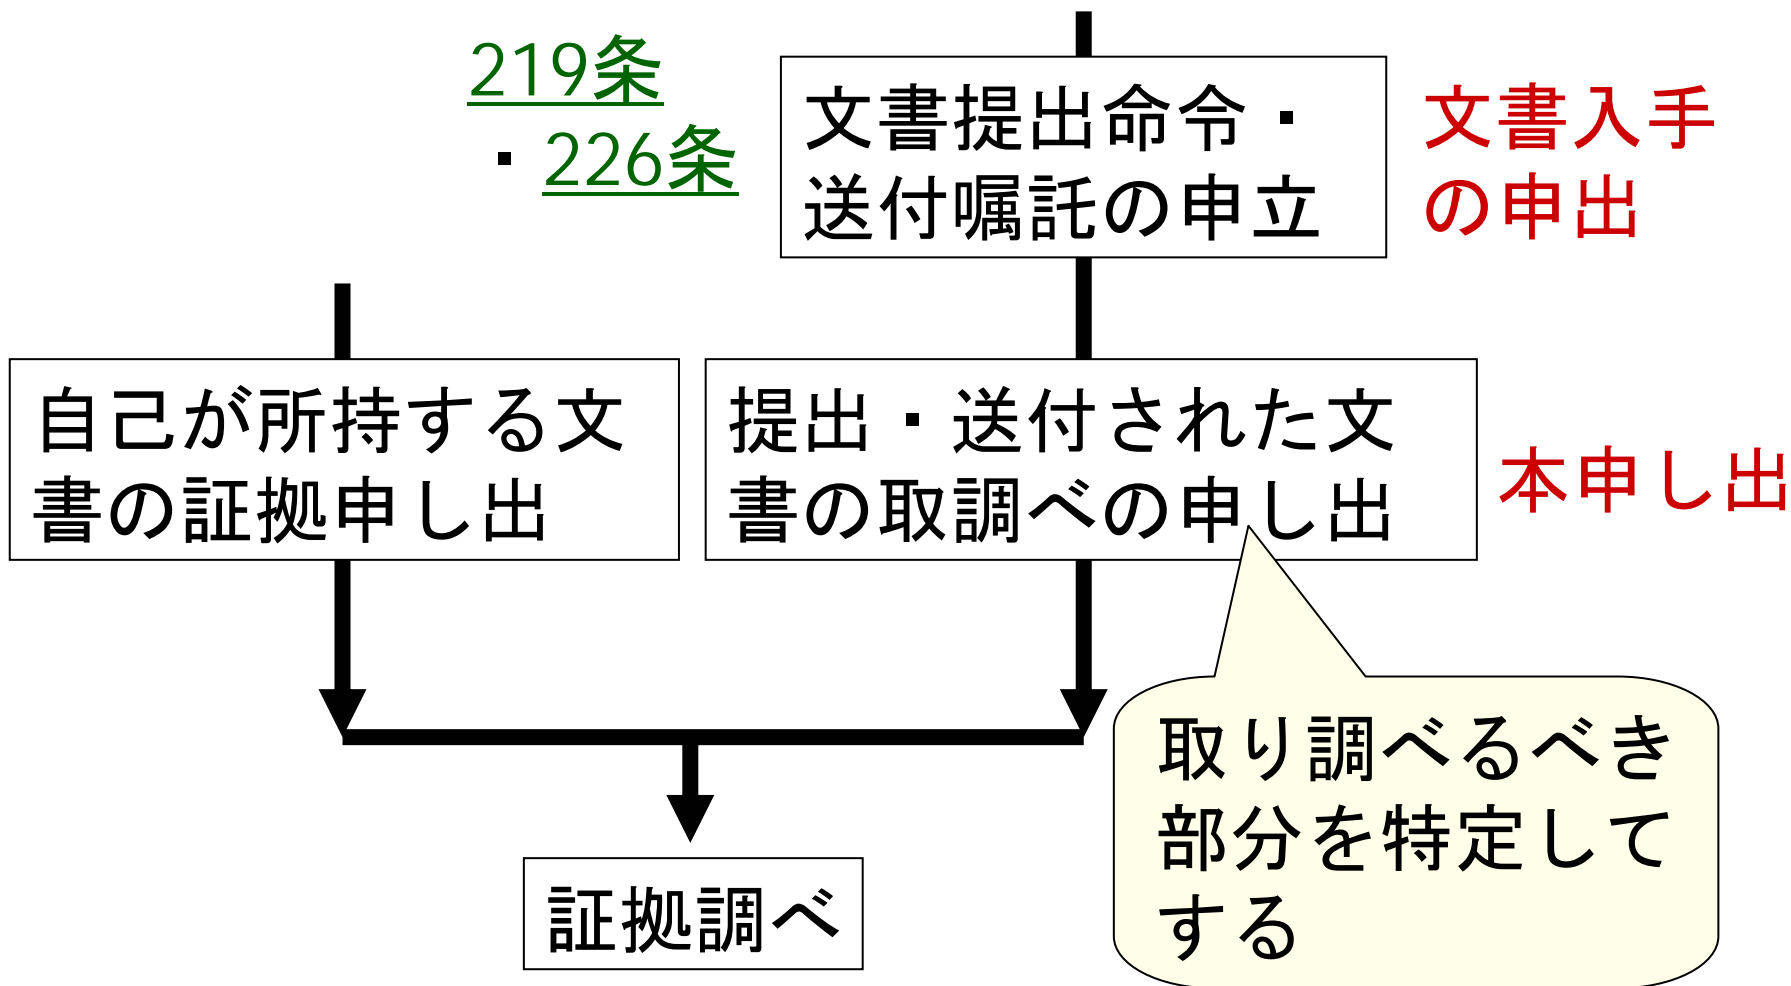 219条
・226条
文書提出命令・
送付嘱託の申立
文書入手
の申出
自己が所持する文
書の証拠申し出
提出・送付された文
書の取調べの申し出
本申し出
取り調べるべき
部分を特定して
する
証拠調べ